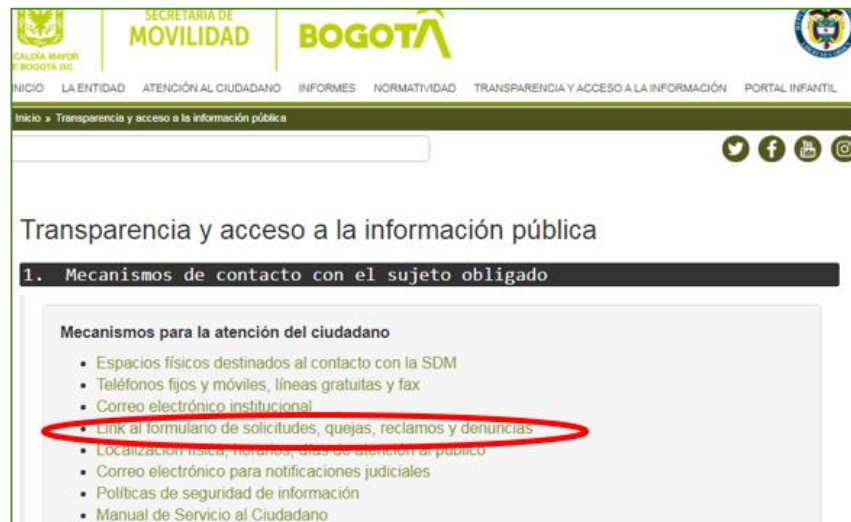 SECRETARÍA DE
MOVILIDAD
BOGOTÁ
ALCALDÍA MAYOR
DE BOGOTÁ D.C.
INICIO LA ENTIDAD ATENCIÓN AL CIUDADANO INFORMES NORMATIVIDAD TRANSPARENCIA Y ACCESO A LA INFORMACIÓN PORTAL INFANTIL
Inicio » Transparencia y acceso a la información pública
You Tube
Transparencia y acceso a la información pública
1. Mecanismos de contacto con el sujeto obligado
Mecanismos para la atención del ciudadano
• Espacios físicos destinados al contacto con la SDM
• Teléfonos fijos y móviles, líneas gratuitas y fax
• Correo electrónico institucional
• Link al formulario de solicitudes, quejas, reclamos y denuncias
• Localización física, horarios, días de atención al público
• Correo electrónico para notificaciones judiciales
• Políticas de seguridad de información
• Manual de Servicio al Ciudadano